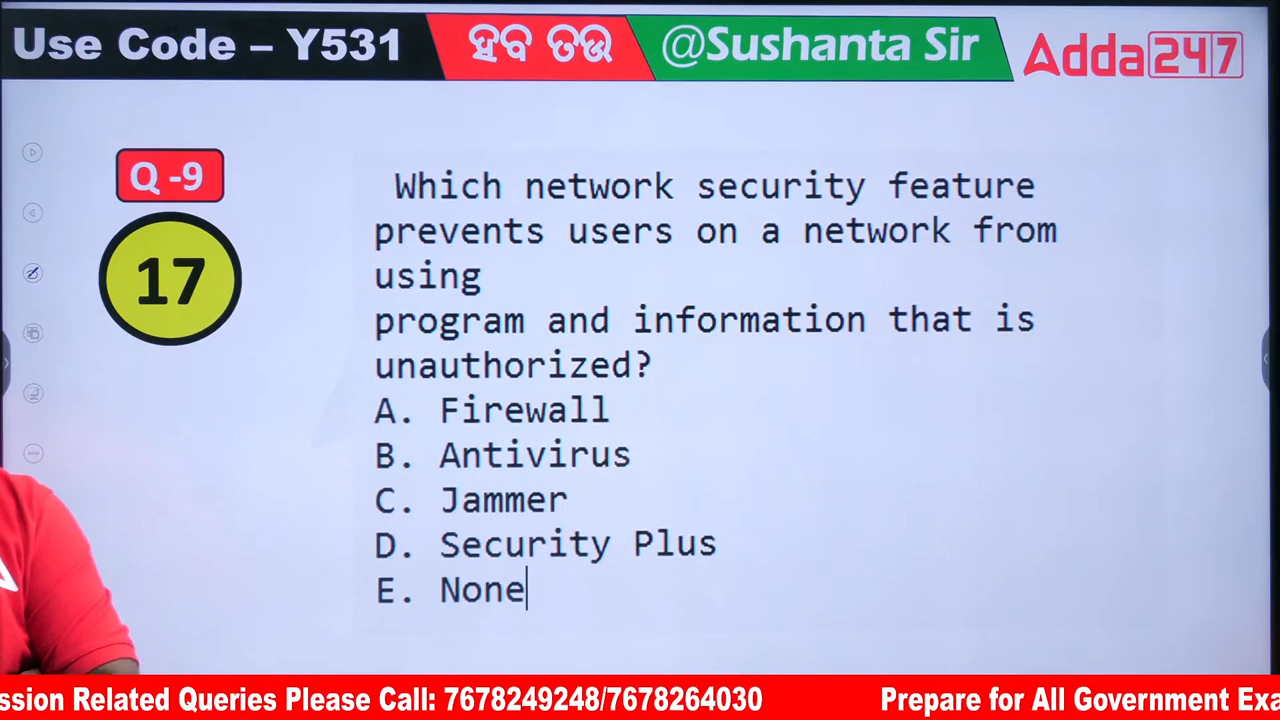 Use Code – Y531
ହବ ତଉ
@Sushanta Sir
Adda247
Q -9
17
Which network security feature
prevents users on a network from
using
program and information that is
unauthorized?
A. Firewall
B. Antivirus
C. Jammer
D. Security Plus
E. None
ssion Related Queries Please Call: 7678249248/7678264030
Prepare for All Government Exa